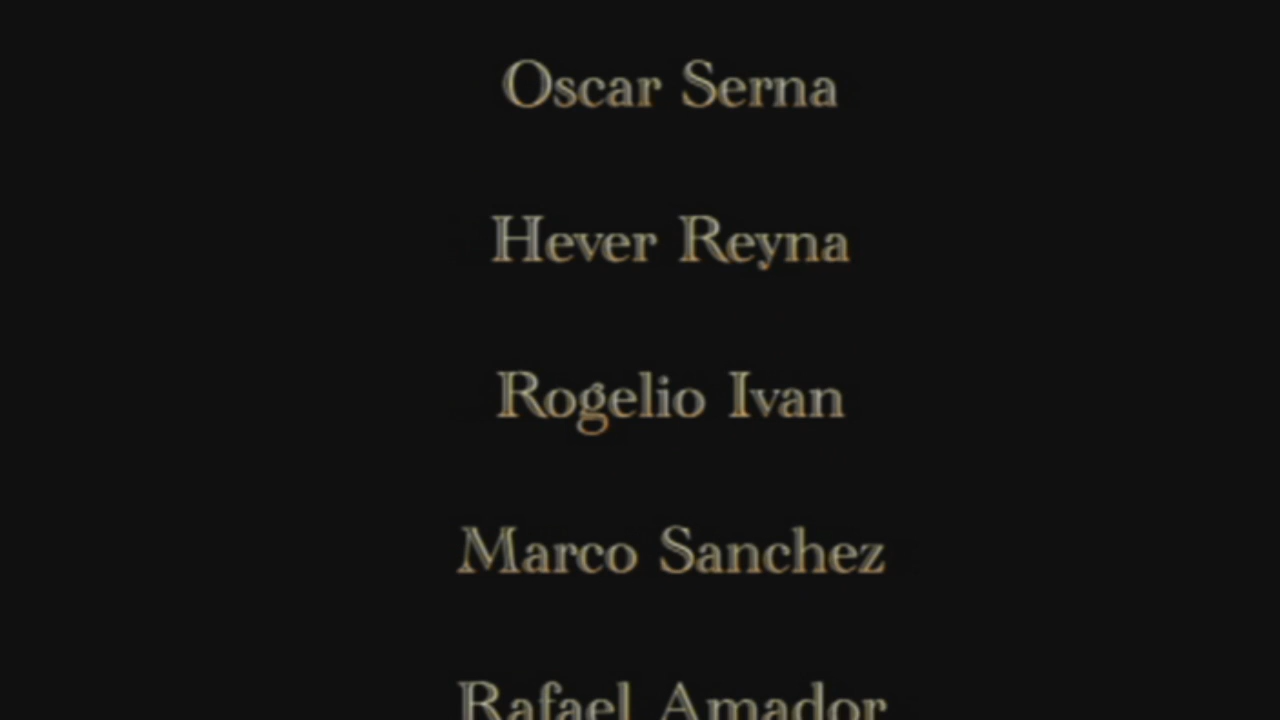 Oscar Serna
Hever Reyna
Rogelio Ivan
Marco Sanchez
Rafael Amador